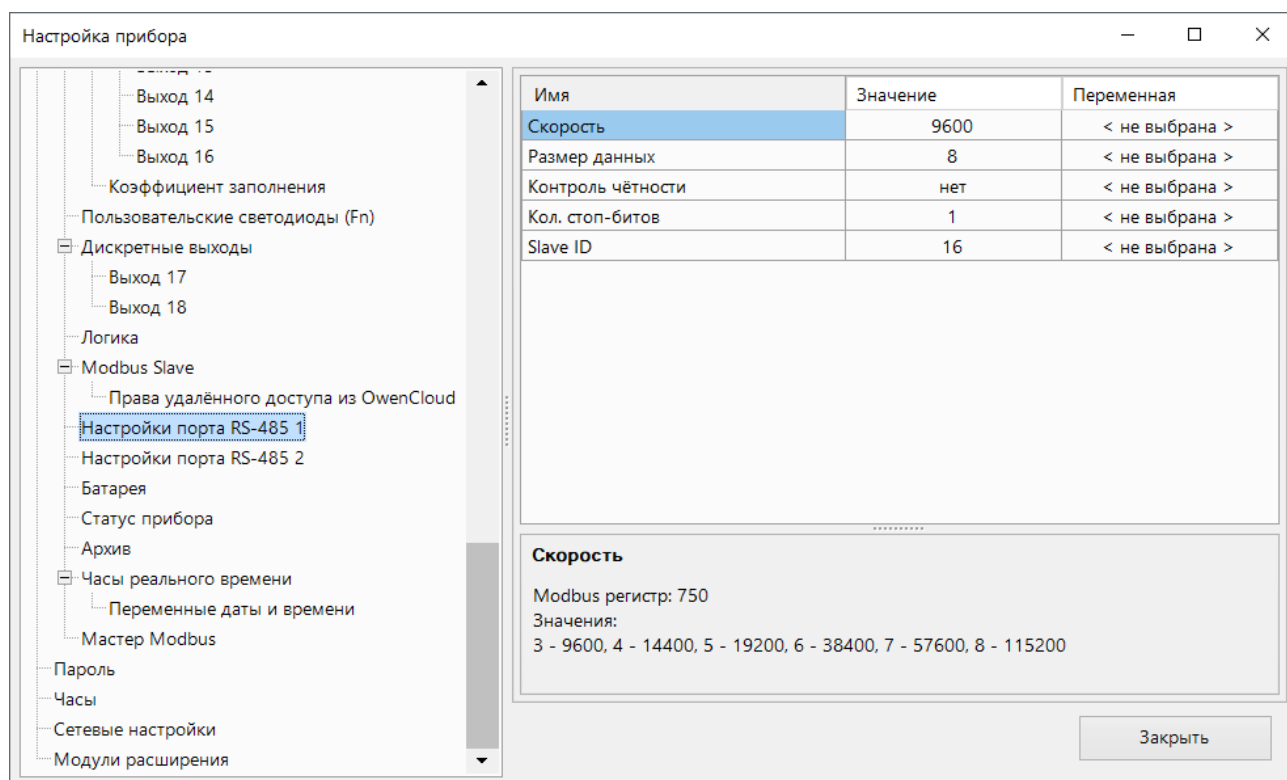 Настройка прибора
Выход 14
Выход 15
Выход 16
Коэффициент заполнения
Пользовательские светодиоды (Fn)
Дискретные выходы
Выход 17
Выход 18
Логика
Modbus Slave
Права удалённого доступа из OwenCloud
Настройки порта RS-485 1
Настройки порта RS-485 2
Батарея
Статус прибора
Архив
Часы реального времени
Переменные даты и времени
Мастер Modbus
Пароль
Часы
Сетевые настройки
Модули расширения
Имя Значение Переменная
Скорость 9600 < не выбрана >
Размер данных 8 < не выбрана >
Контроль чётности нет < не выбрана >
Кол. стоп-битов 1 < не выбрана >
Slave ID 16 < не выбрана >
Скорость
Modbus регистр: 750
Значения:
3 - 9600, 4 - 14400, 5 - 19200, 6 - 38400, 7 - 57600, 8 - 115200
Закрыть